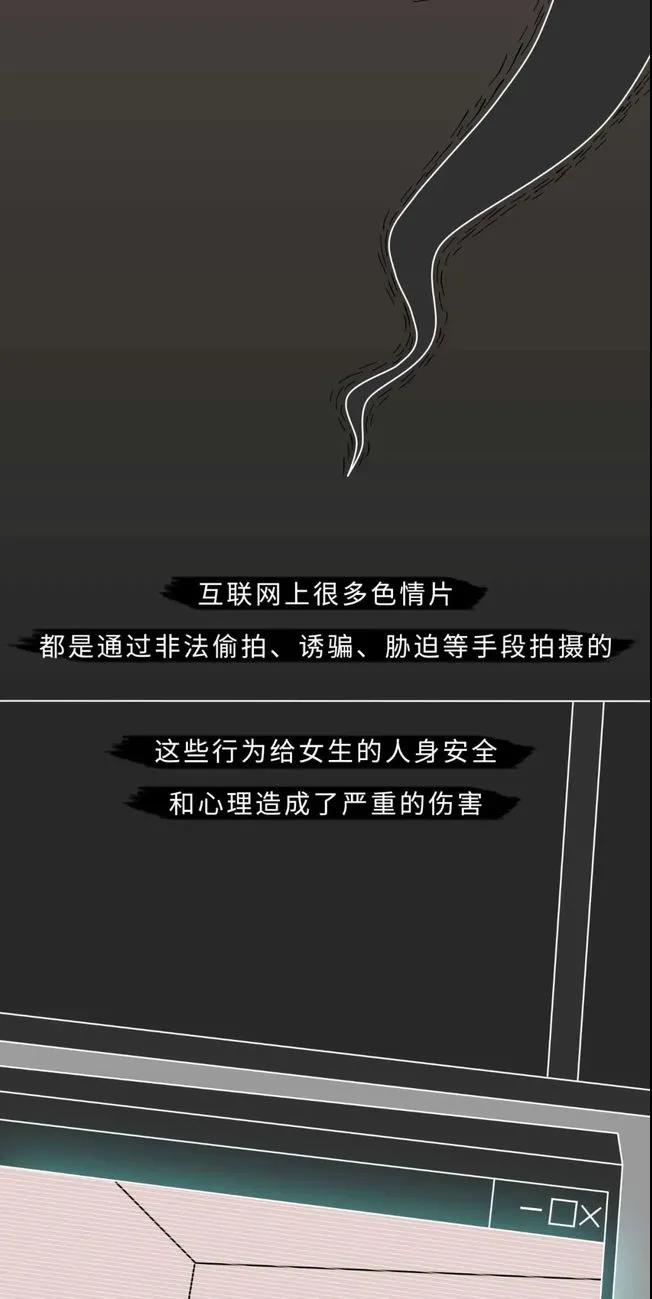 互联网上很多色情片
都是通过非法偷拍、诱骗、胁迫等手段拍摄的
这些行为给女生的人身安全
和心理造成了严重的伤害